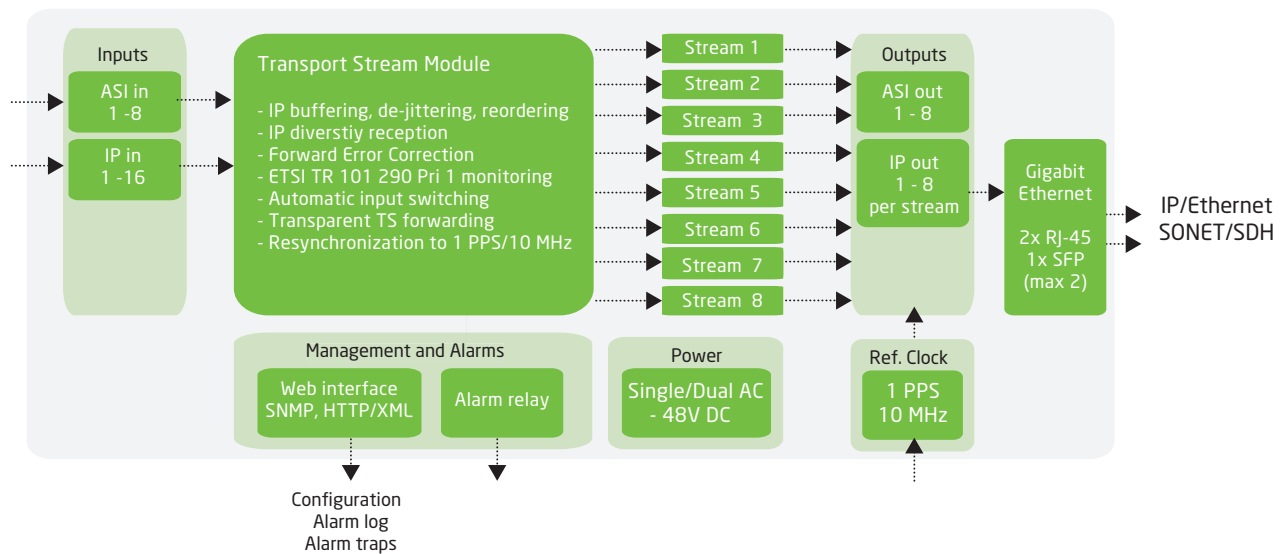 Inputs
ASI in
1 -8
IP in
1 -16
Transport Stream Module
- IP buffering, de-jittering, reordering
- IP diverstiy reception
- Forward Error Correction
- ETSI TR 101 290 Pri 1 monitoring
- Automatic input switching
- Transparent TS forwarding
- Resynchronization to 1 PPS/10 MHz
Stream 1
Stream 2
Stream 3
Stream 4
Stream 5
Stream 6
Stream 7
Stream 8
Outputs
ASI out
1 - 8
IP out
1 - 8
per stream
Gigabit
Ethernet
2x RJ-45
1x SFP
(max 2)
IP/Ethernet
SONET/SDH
Management and Alarms
Web interface
SNMP, HTTP/XML
Alarm relay
Power
Single/Dual AC
- 48V DC
Ref. Clock
1 PPS
10 MHz
Configuration
Alarm log
Alarm traps